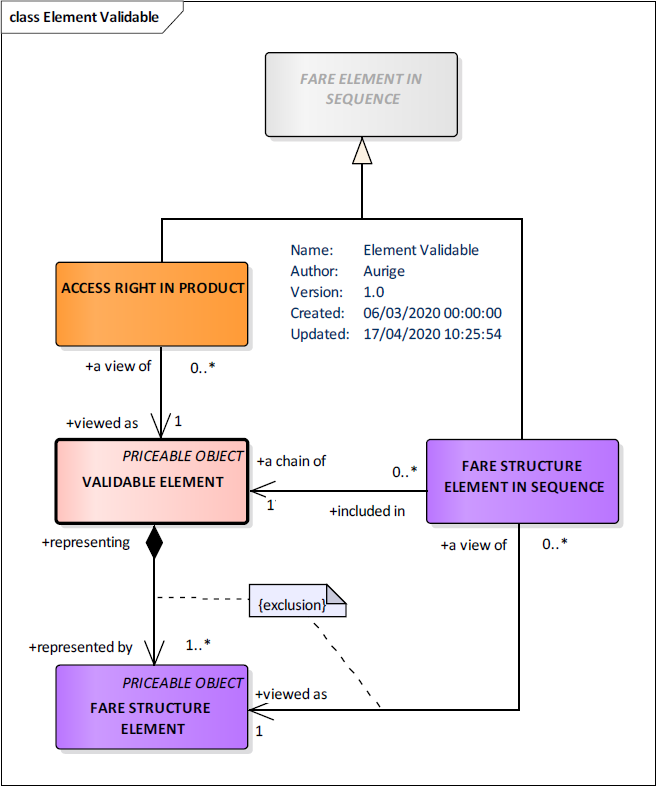 class Element Validable
FARE ELEMENT IN
SEQUENCE
Name: Element Validable
Author: Aurige
Version: 1.0
Created: 06/03/2020 00:00:00
Updated: 17/04/2020 10:25:54
ACCESS RIGHT IN PRODUCT
+a view of
0..*
+viewed as
1
PRICEABLE OBJECT
VALIDABLE ELEMENT
+a chain of
0..*
1
+included in
FARE STRUCTURE
ELEMENT IN SEQUENCE
+representing
+a view of
0..*
{exclusion}
+represented by
1..*
PRICEABLE OBJECT
FARE STRUCTURE
ELEMENT
+viewed as
1